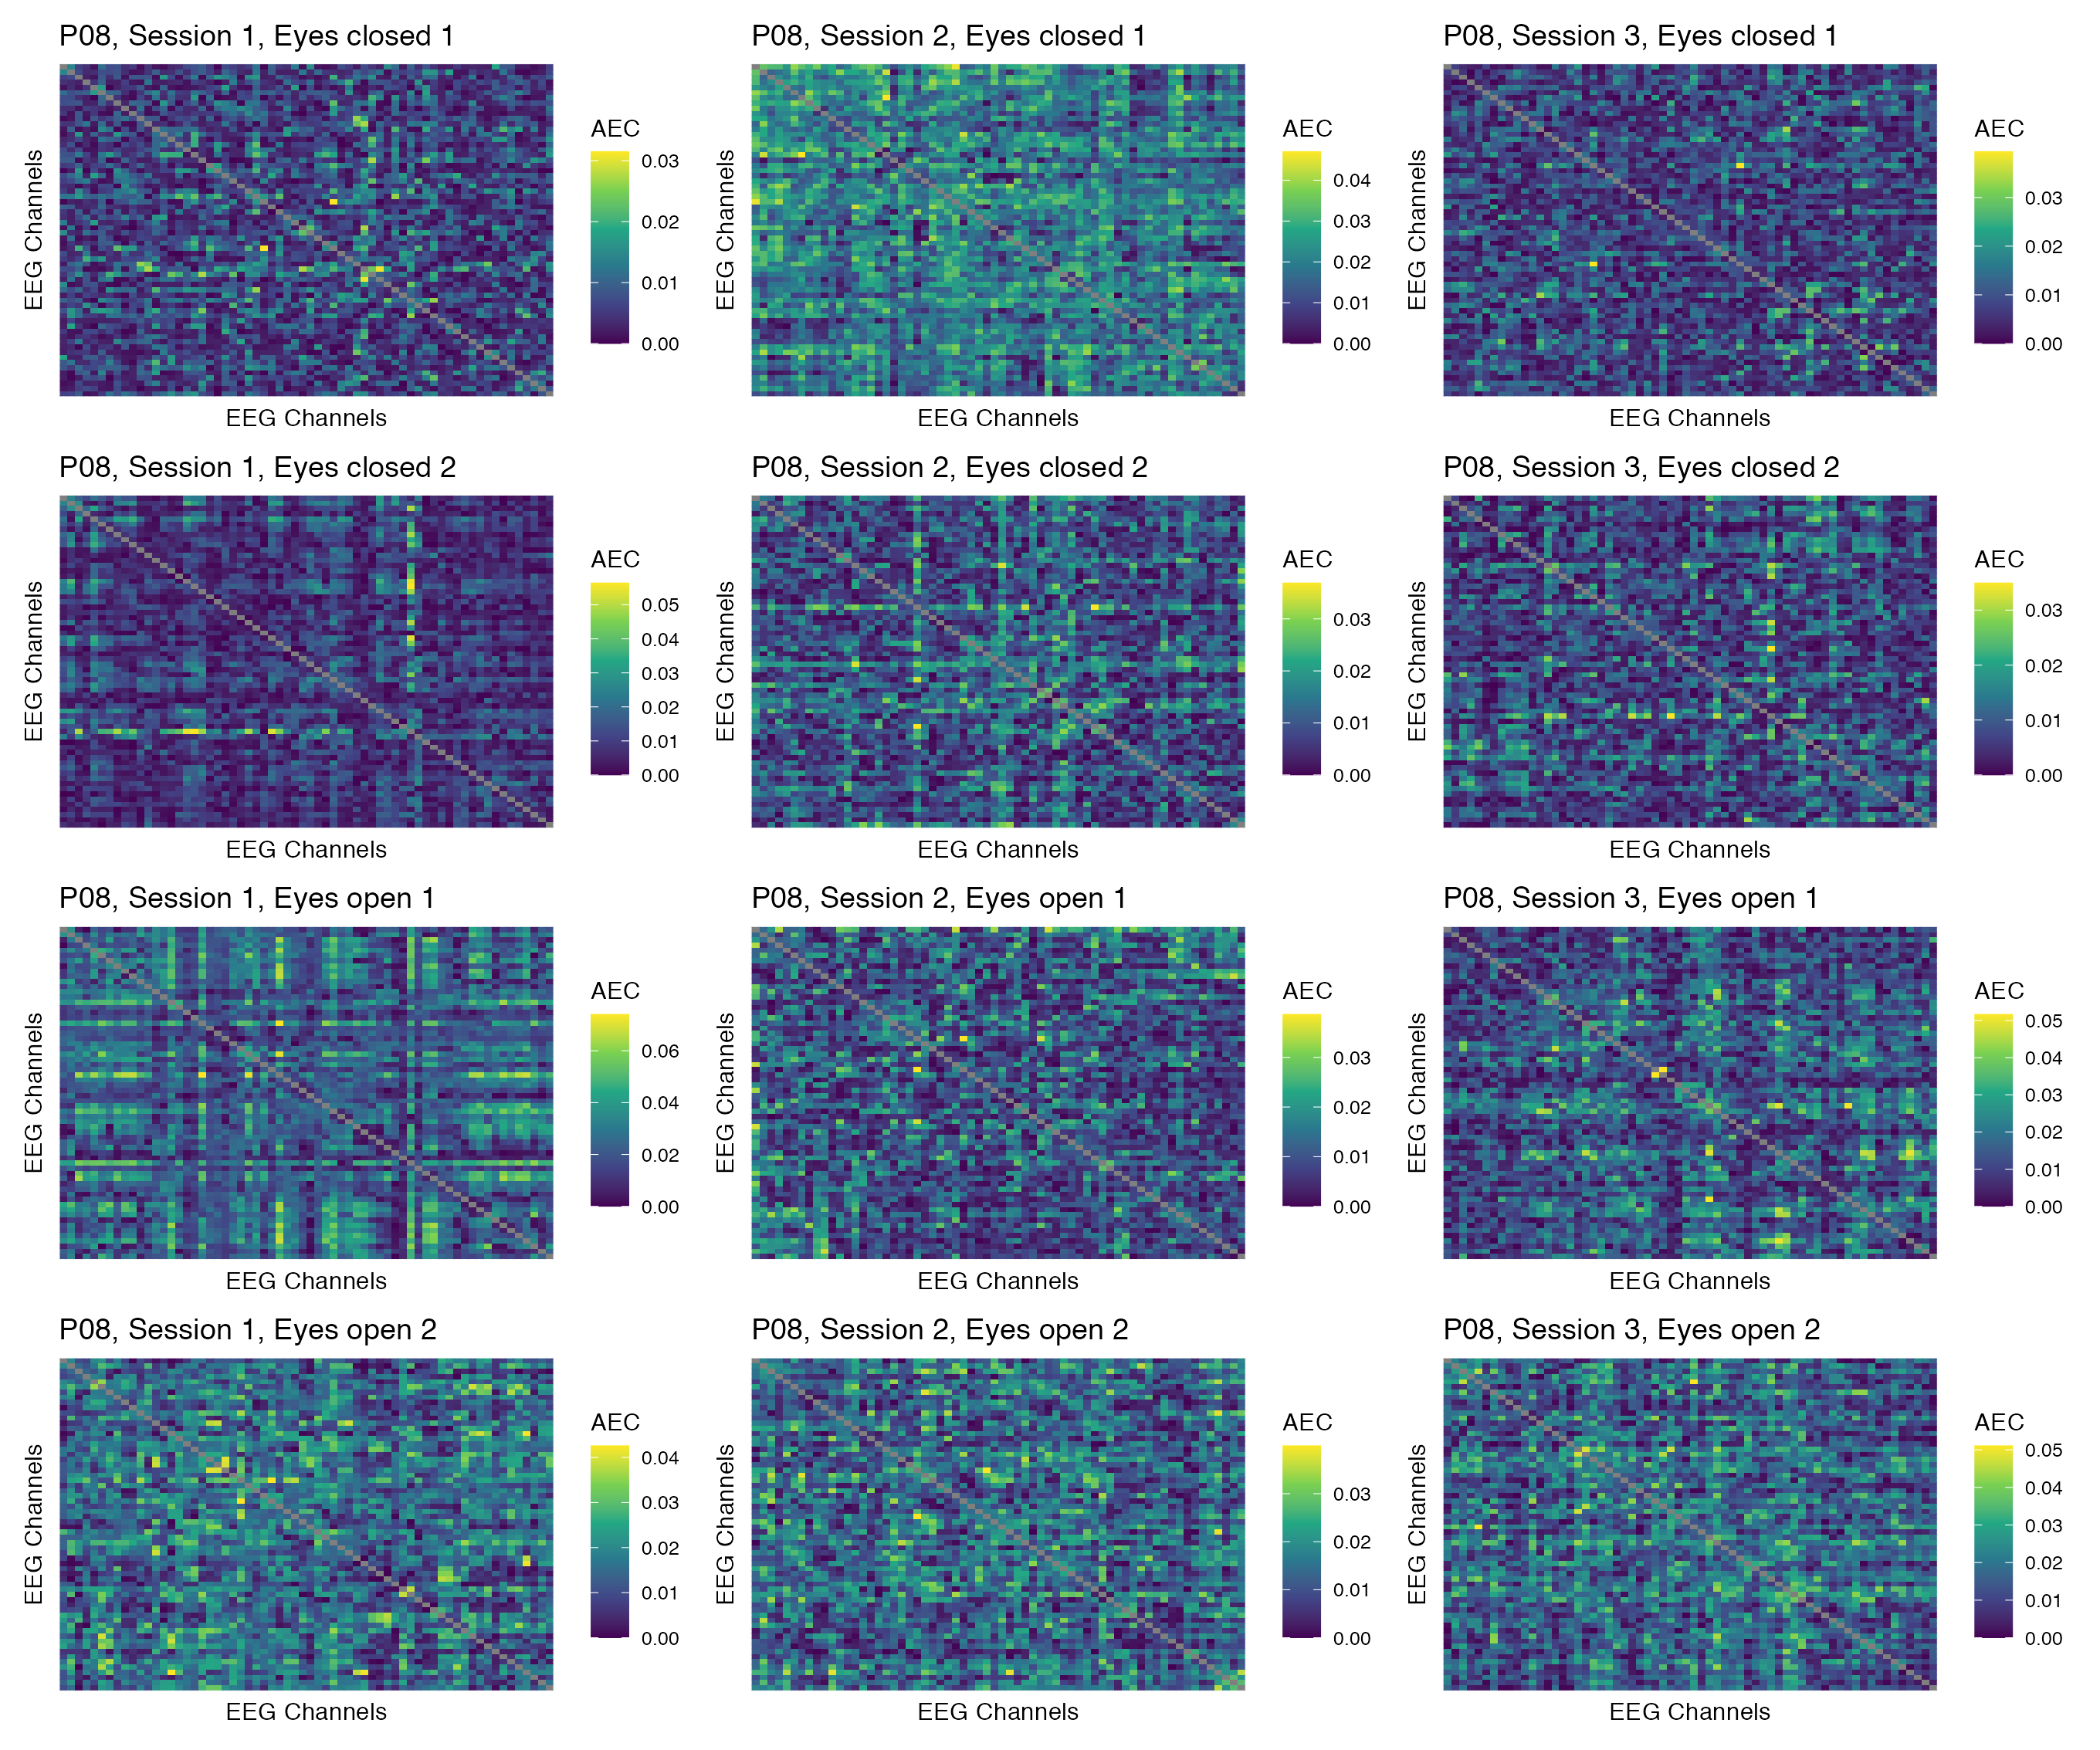 P08, Session 1, Eyes closed 1
P08, Session 2, Eyes closed 1
P08, Session 3, Eyes closed 1
EEG Channels
AEC
0.03
0.02
0.01
0.00
EEG Channels
EEG Channels
AEC
0.04
0.03
0.02
0.01
0.00
EEG Channels
EEG Channels
AEC
0.03
0.02
0.01
0.00
EEG Channels
P08, Session 1, Eyes closed 2
P08, Session 2, Eyes closed 2
P08, Session 3, Eyes closed 2
EEG Channels
AEC
0.05
0.04
0.03
0.02
0.01
0.00
EEG Channels
EEG Channels
AEC
0.03
0.02
0.01
0.00
EEG Channels
EEG Channels
AEC
0.03
0.02
0.01
0.00
EEG Channels
P08, Session 1, Eyes open 1
P08, Session 2, Eyes open 1
P08, Session 3, Eyes open 1
EEG Channels
AEC
0.06
0.04
0.02
0.00
EEG Channels
EEG Channels
AEC
0.03
0.02
0.01
0.00
EEG Channels
EEG Channels
AEC
0.05
0.04
0.03
0.02
0.01
0.00
EEG Channels
P08, Session 1, Eyes open 2
P08, Session 2, Eyes open 2
P08, Session 3, Eyes open 2
EEG Channels
AEC
0.04
0.03
0.02
0.01
0.00
EEG Channels
EEG Channels
AEC
0.03
0.02
0.01
0.00
EEG Channels
EEG Channels
AEC
0.05
0.04
0.03
0.02
0.01
0.00
EEG Channels